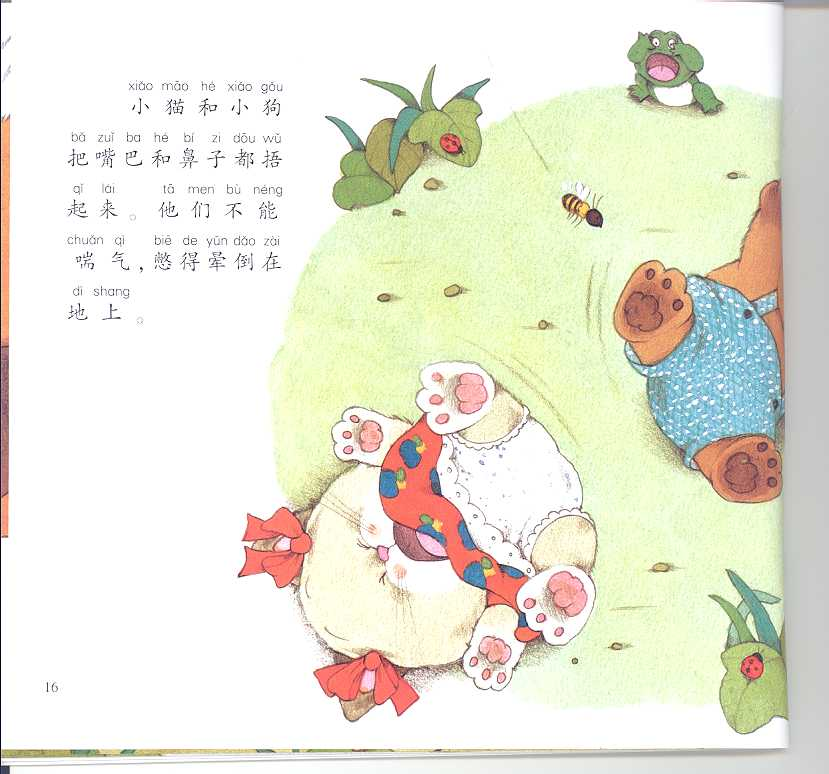 xiǎo māo hé xiǎo gǒu
小猫和小狗
bǎ zuǐ ba hé bí zi dōu wǔ
把嘴巴和鼻子都捂
qǐ lái tā men bù néng
起来。他们不能
chuǎn qì biē de yūn dǎo zài
喘气,憋得晕倒在
dì shang
地上。
16